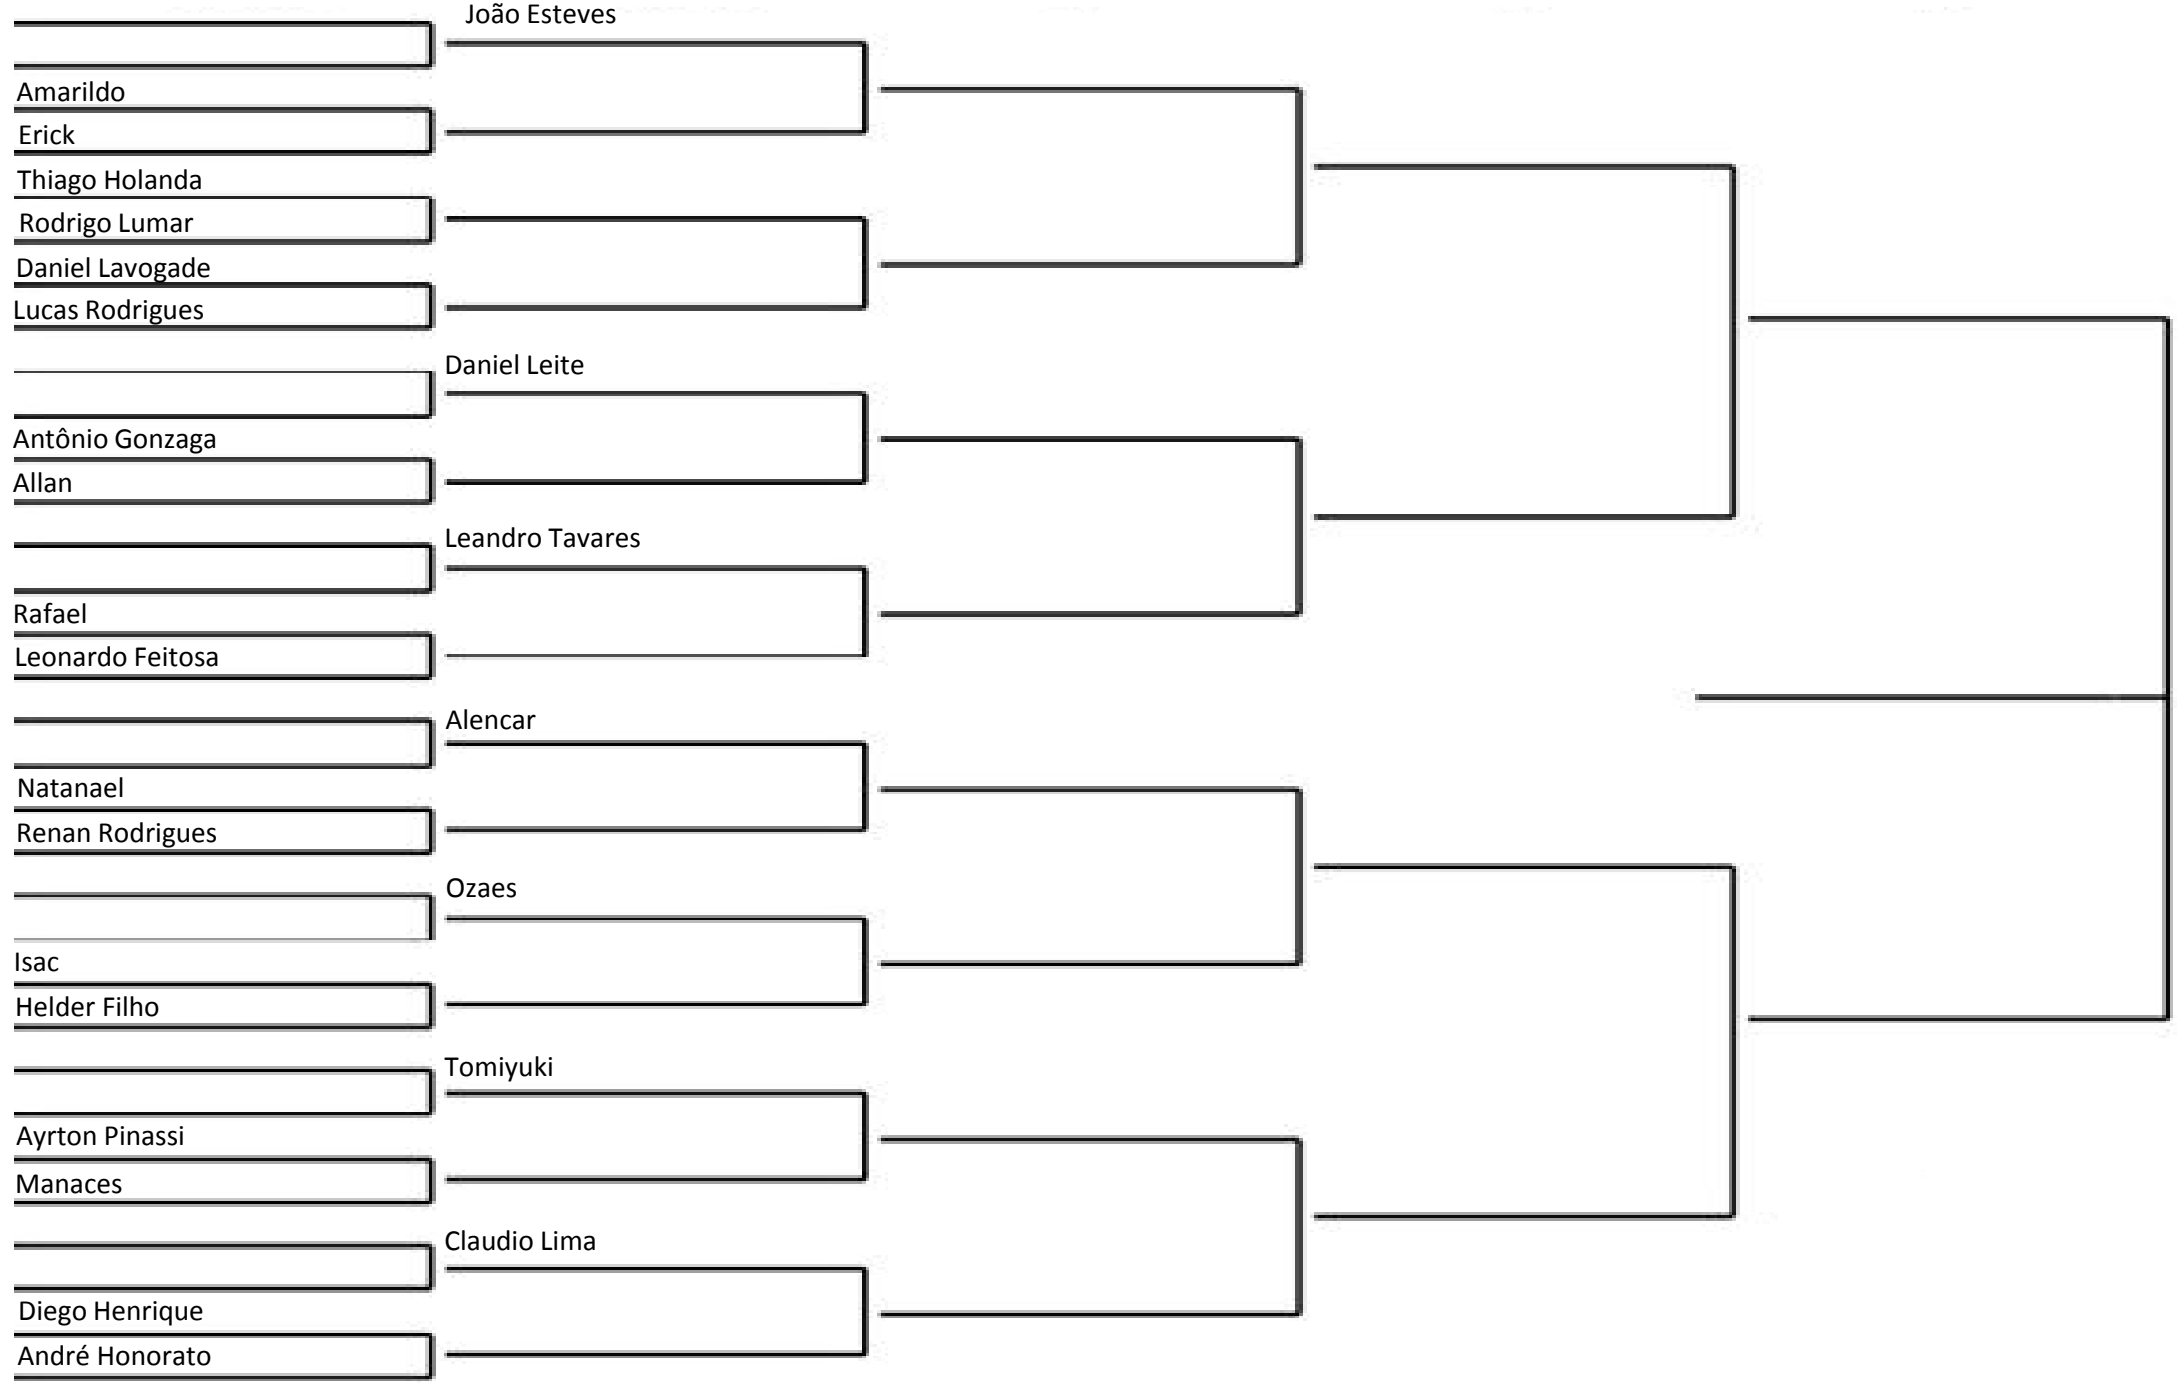 João Esteves
Amarildo
Erick
Thiago Holanda
Rodrigo Lumar
Daniel Lavogade
Lucas Rodrigues
Daniel Leite
Antônio Gonzaga
Allan
Leandro Tavares
Rafael
Leonardo Feitosa
Alencar
Natanael
Renan Rodrigues
Ozaes
Isac
Helder Filho
Tomiyuki
Ayrton Pinassi
Manaces
Claudio Lima
Diego Henrique
André Honorato